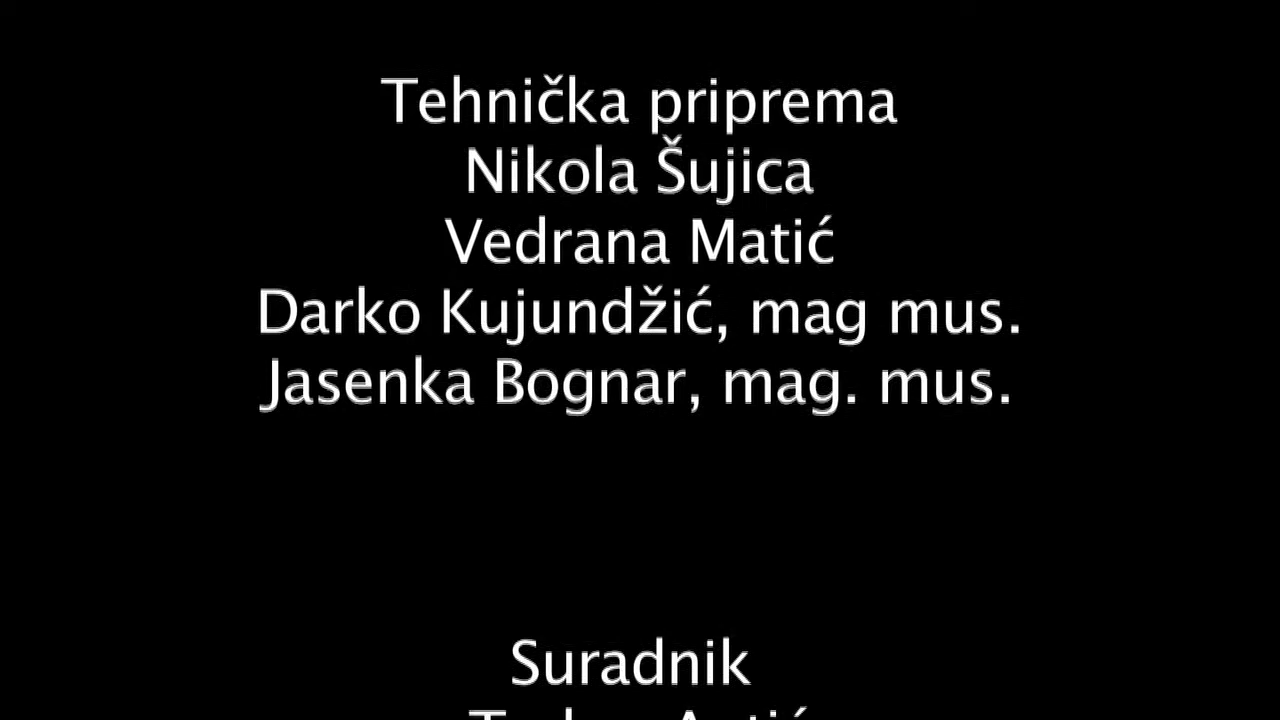 Tehnička priprema
Nikola Šujica
Vedrana Matić
Darko Kujundžić, mag mus.
Jasenka Bognar, mag. mus.
Suradnik